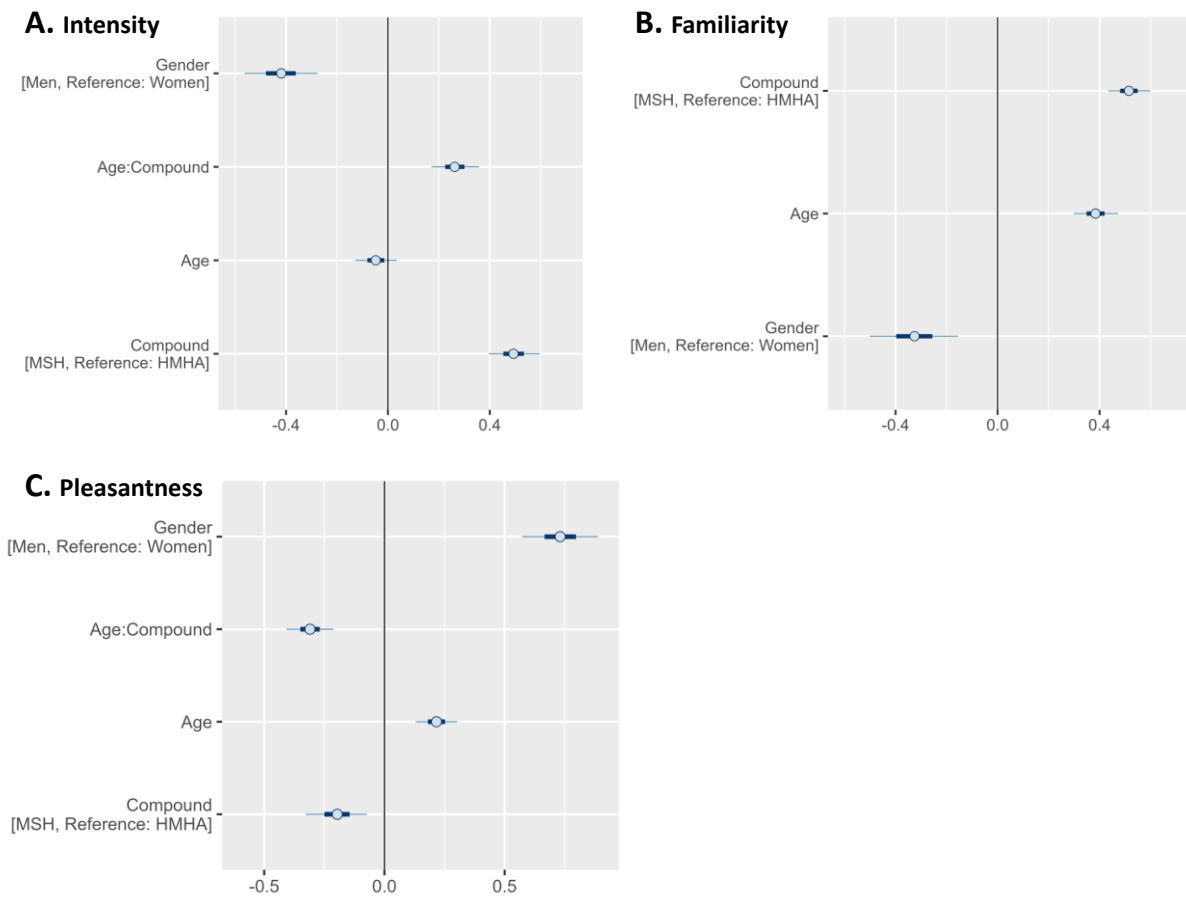 A. Intensity
Gender
[Men, Reference: Women]
Age:Compound
Age
Compound
[MSH, Reference: HMHA]
-0.4
0.0
0.4
B. Familiarity
Compound
[MSH, Reference: HMHA]
Age
Gender
[Men, Reference: Women]
-0.4
0.0
0.4
C. Pleasantness
Gender
[Men, Reference: Women]
Age:Compound
Age
Compound
[MSH, Reference: HMHA]
-0.5
0.0
0.5